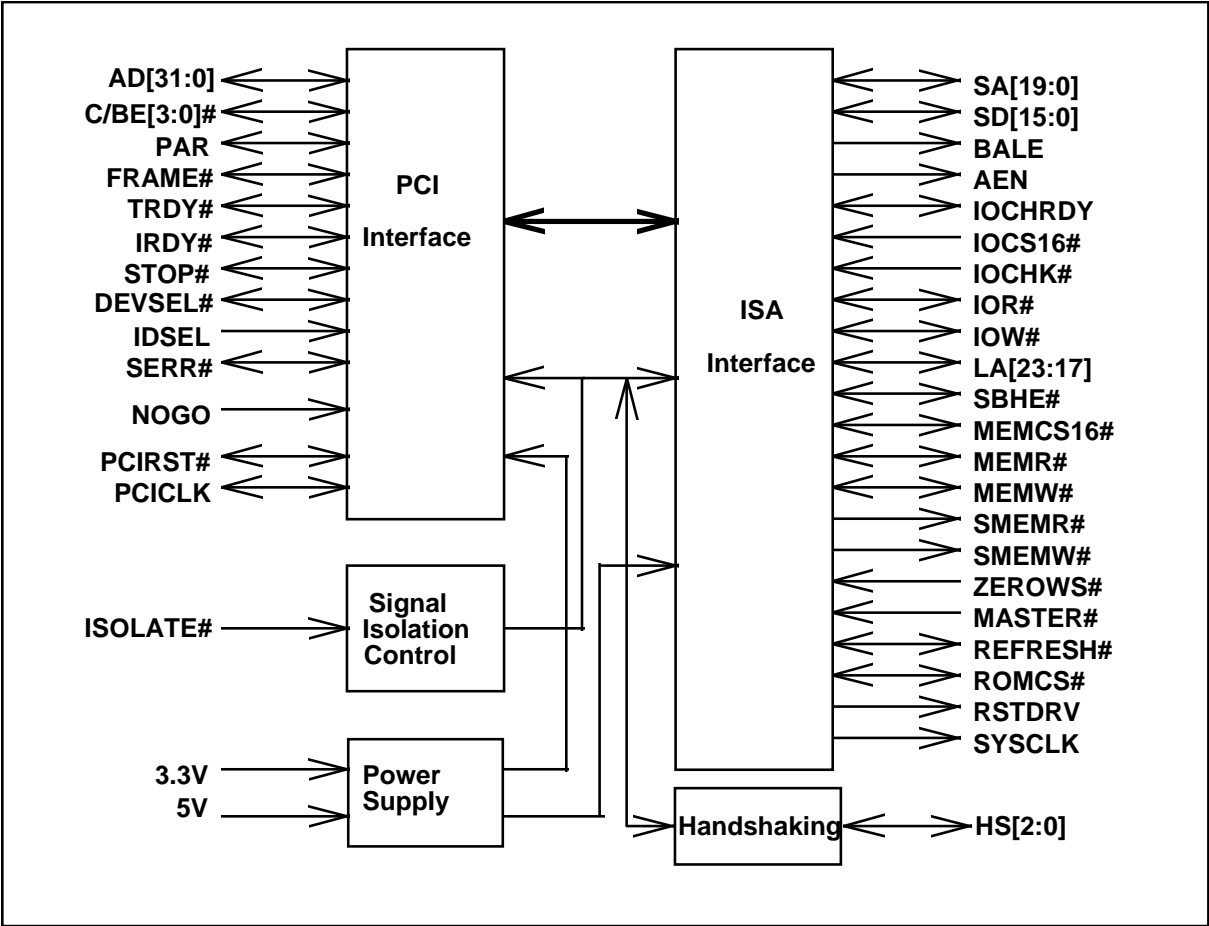 AD[31:0]
C/BE[3:0]#
PAR
FRAME#
TRDY#
IRDY#
STOP#
DEVSEL#
IDSEL
SERR#
NOGO
PCIRST#
PCICLK
PCI
Interface
ISOLATE#
Signal
Isolation
Control
3.3V
5V
Power
Supply
ISA
Interface
SA[19:0]
SD[15:0]
BALE
AEN
IOCHRDY
IOCS16#
IOCHK#
IOR#
IOW#
LA[23:17]
SBHE#
MEMCS16#
MEMR#
MEMW#
SMEMR#
SMEMW#
ZEROWS#
MASTER#
REFRESH#
ROMCS#
RSTDRV
SYSCLK
Handshaking
HS[2:0]